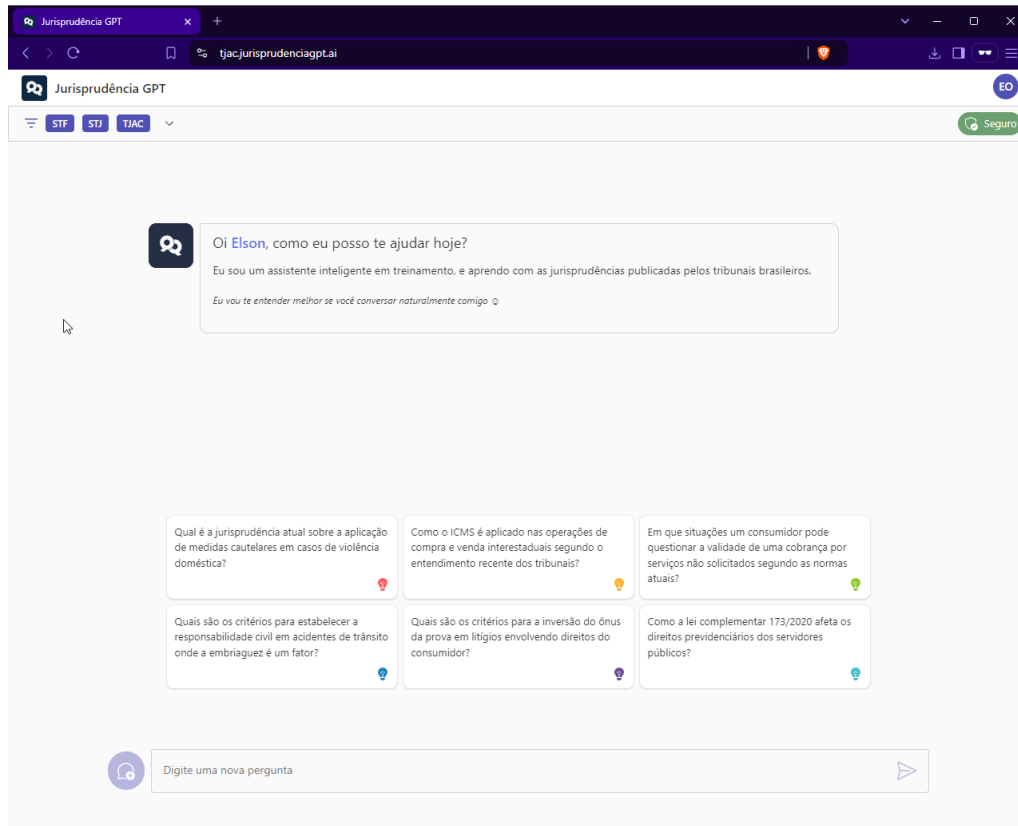 Jurisprudência GPT
tjac.jurisprudenciagpt.ai
Jurisprudência GPT
EO
STF STJ TJAC
Seguro
Oi Elson, como eu posso te ajudar hoje?
Eu sou um assistente inteligente em treinamento, e aprendo com as jurisprudências publicadas pelos tribunais brasileiros.
Eu vou te entender melhor se você conversar naturalmente comigo ☺
Qual é a jurisprudência atual sobre a aplicação
de medidas cautelares em casos de violência
doméstica?
Como o ICMS é aplicado nas operações de
compra e venda interestaduais segundo o
entendimento recente dos tribunais?
Em que situações um consumidor pode
questionar a validade de uma cobrança por
serviços não solicitados segundo as normas
atuais?
Quais são os critérios para estabelecer a
responsabilidade civil em acidentes de trânsito
onde a embriaguez é um fator?
Quais são os critérios para a inversão do ônus
da prova em litígios envolvendo direitos do
consumidor?
Como a lei complementar 173/2020 afeta os
direitos previdenciários dos servidores
públicos?
Digite uma nova pergunta